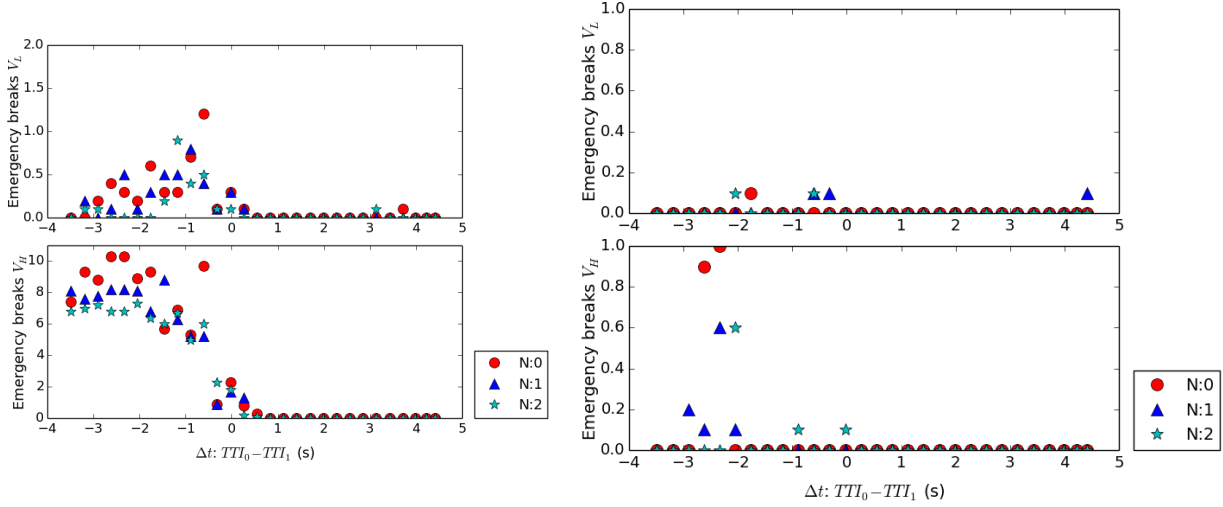 2.0
1.5
1.0
0.5
0.0
Emergency breaks V_L
−4 −3 −2 −1 0 1 2 3 4 5
10
8
6
4
2
0
Emergency breaks V_H
−4 −3 −2 −1 0 1 2 3 4 5
Δt: TTI_0−TTI_1 (s)
N:0
N:1
N:2
1.0
0.8
0.6
0.4
0.2
0.0
Emergency breaks V_L
−4 −3 −2 −1 0 1 2 3 4 5
1.0
0.8
0.6
0.4
0.2
0.0
Emergency breaks V_H
−4 −3 −2 −1 0 1 2 3 4 5
Δt: TTI_0−TTI_1 (s)
N:0
N:1
N:2